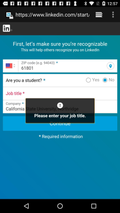 12:57
https://www.linkedin.com/start/
in
First, let's make sure you're recognizable
This will help others recognize you on LinkedIn.
ZIP code (e.g. 94043) *
61801
Are you a student? * Yes No
Job title *
Company *
Please enter your job title.
* Required information